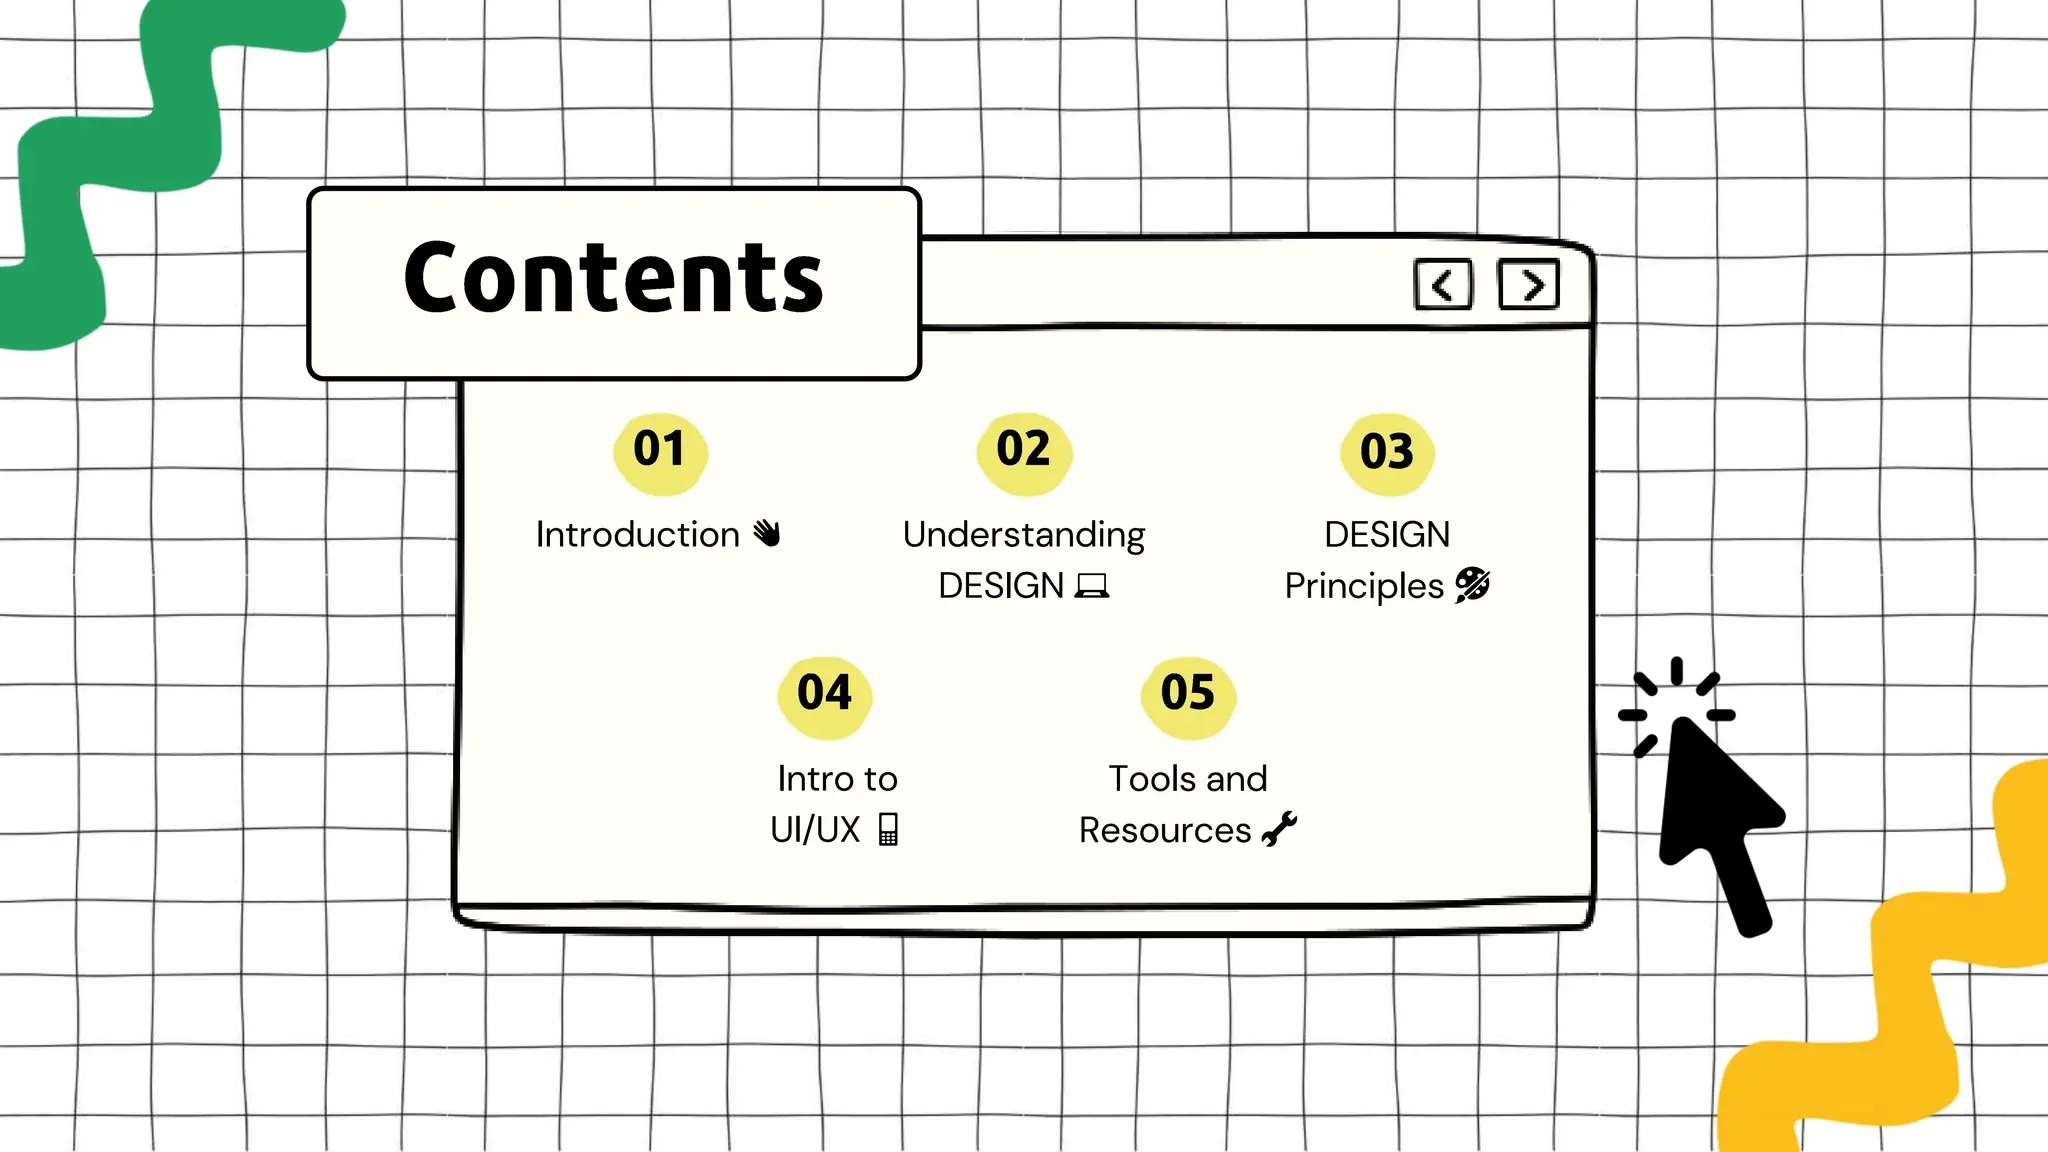 Contents
01
Introduction 👋
02
Understanding
DESIGN 💻
03
DESIGN
Principles 🎨
04
Intro to
UI/UX 📱
05
Tools and
Resources 🔧